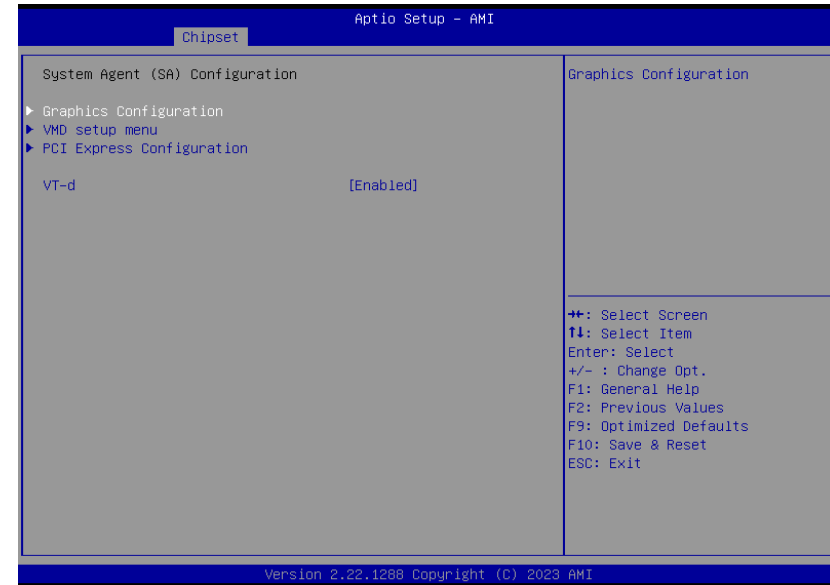 Aptio Setup – AMI
Chipset
System Agent (SA) Configuration
Graphics Configuration
VMD setup menu
PCI Express Configuration
VT-d [Enabled]
Graphics Configuration
→←: Select Screen
↑↓: Select Item
Enter: Select
+/- : Change Opt.
F1: General Help
F2: Previous Values
F9: Optimized Defaults
F10: Save & Reset
ESC: Exit
Version 2.22.1288 Copyright (C) 2023 AMI